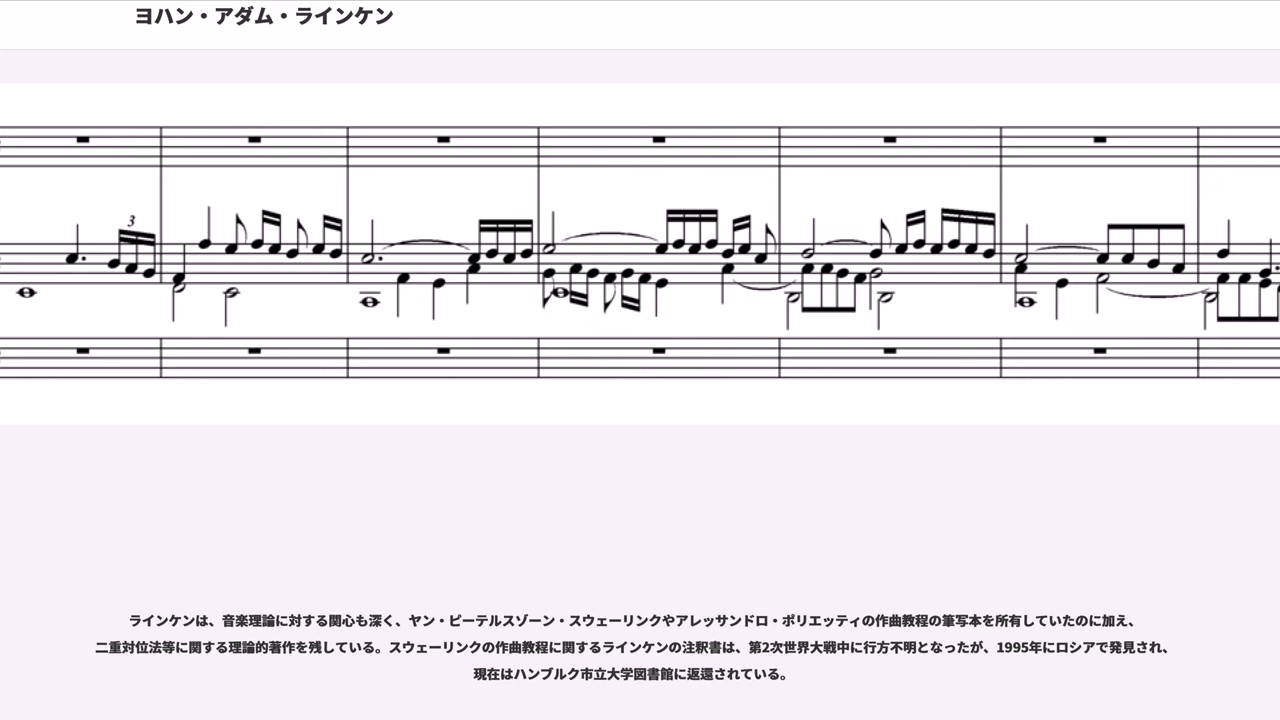 ヨハン・アダム・ラインケン
3
ラインケンは、音楽理論に対する関心も深く、ヤン・ピーテルスゾーン・スウェーリンクやアレッサンドロ・ポリエッティの作曲教程の筆写本を所有していたのに加え、
二重対位法等に関する理論的著作を残している。スウェーリンクの作曲教程に関するラインケンの注釈書は、第2次世界大戦中に行方不明となったが、1995年にロシアで発見され、
現在はハンブルク市立大学図書館に返還されている。